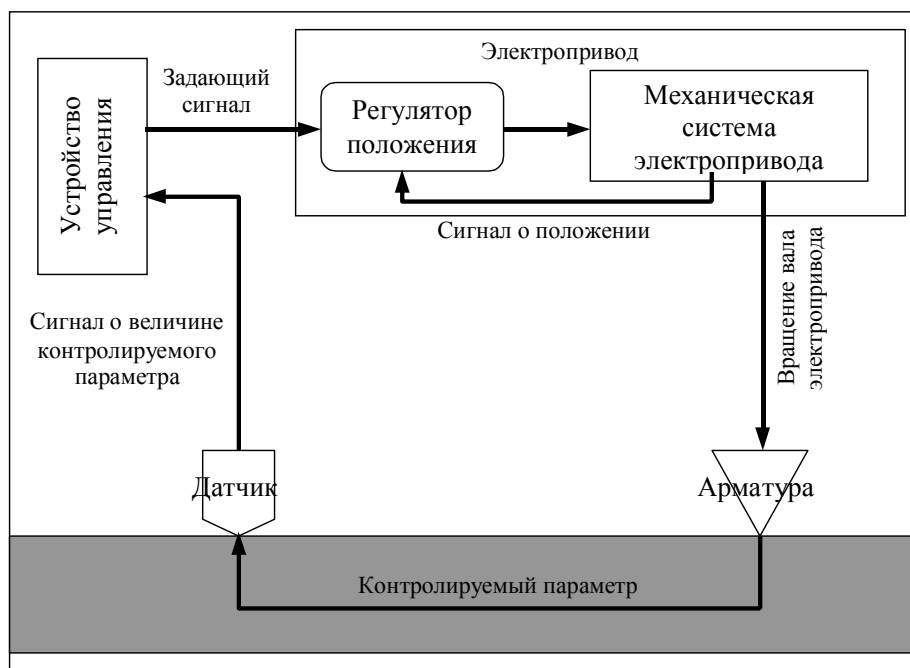 Электропривод
Задающий
сигнал
Устройство
управления
Регулятор
положения
Механическая
система
электропривода
Сигнал о положении
Вращение вала
электропривода
Сигнал о величине
контролируемого
параметра
Датчик
Арматура
Контролируемый параметр